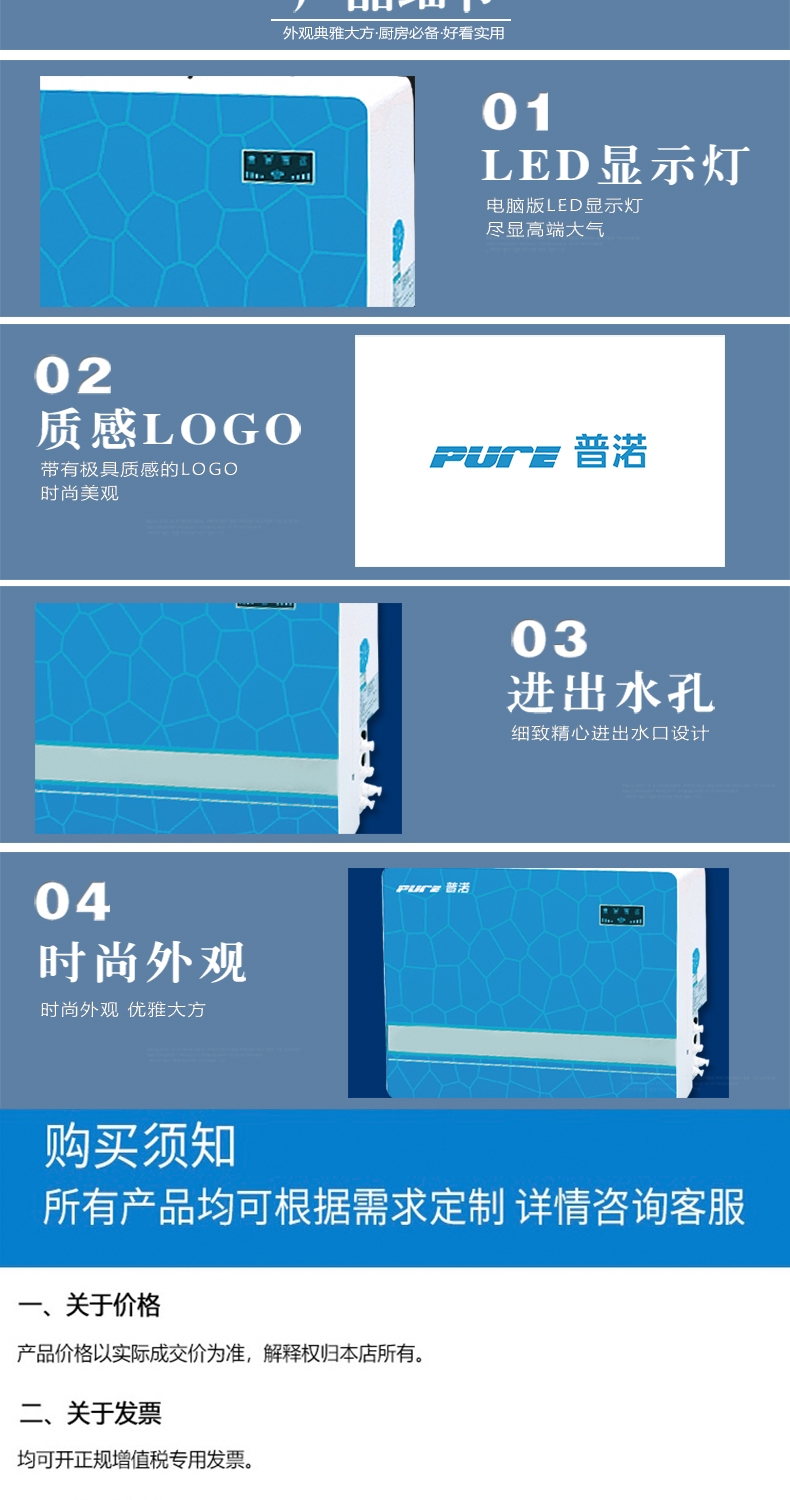 产品细节
外观典雅大方·厨房必备·好看实用
01
LED显示灯
电脑版LED显示灯
尽显高端大气
02
质感LOGO
带有极具质感的LOGO
时尚美观
PURE 普诺
03
进出水孔
细致精心进出水口设计
04
时尚外观
时尚外观 优雅大方
PURE 普诺
购买须知
所有产品均可根据需求定制 详情咨询客服
一、关于价格
产品价格以实际成交价为准，解释权归本店所有。
二、关于发票
均可开正规增值税专用发票。